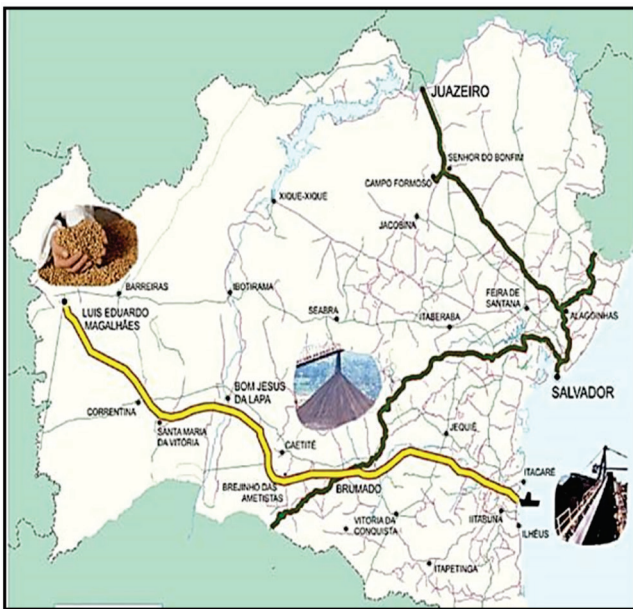 JUAZEIRO
SENHOR DO BONFIM
CAMPO FORMOSO
XIQUE-XIQUE
JACOBINA
BARREIRAS
IBOTIRAMA
LUIS EDUARDO
MAGALHÃES
SEABRA
ITABERABA
FEIRA DE
SANTANA
ALAGOINHAS
SALVADOR
BOM JESUS
DA LAPA
CORRENTINA
SANTA MARIA
DA VITÓRIA
CAETITÉ
JEQUIÉ
BREJINHO DAS
AMETISTAS
BRUMADO
ITACARÉ
VITORIA DA
CONQUISTA
IITABUNA
ILHÉUS
ITAPETINGA